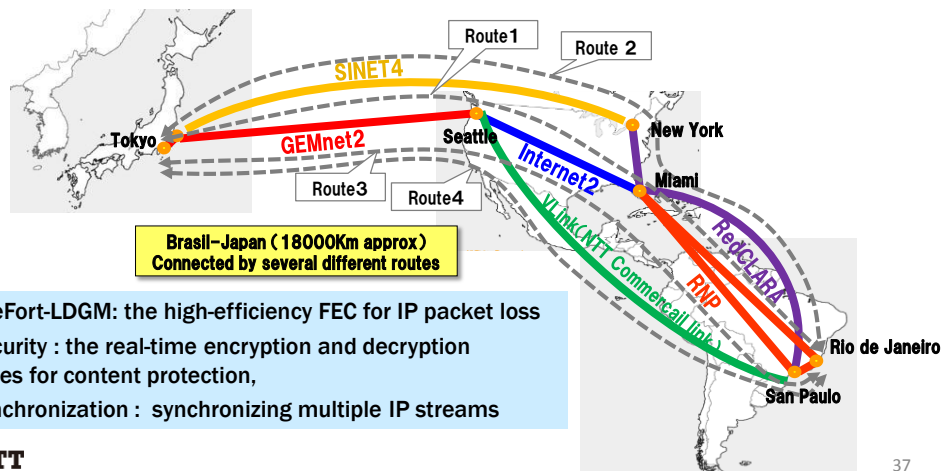 Route1
Route 2
SINET4
Tokyo
Seattle
New York
GEMnet2
Internet2
Miami
Route3
Route4
VLink(NTT Commercail link)
RedCLARA
RNP
Brasil-Japan (18000Km approx)
Connected by several different routes
eFort-LDGM: the high-efficiency FEC for IP packet loss
curity : the real-time encryption and decryption
es for content protection,
nchronization : synchronizing multiple IP streams
Rio de Janeiro
San Paulo
TT
37